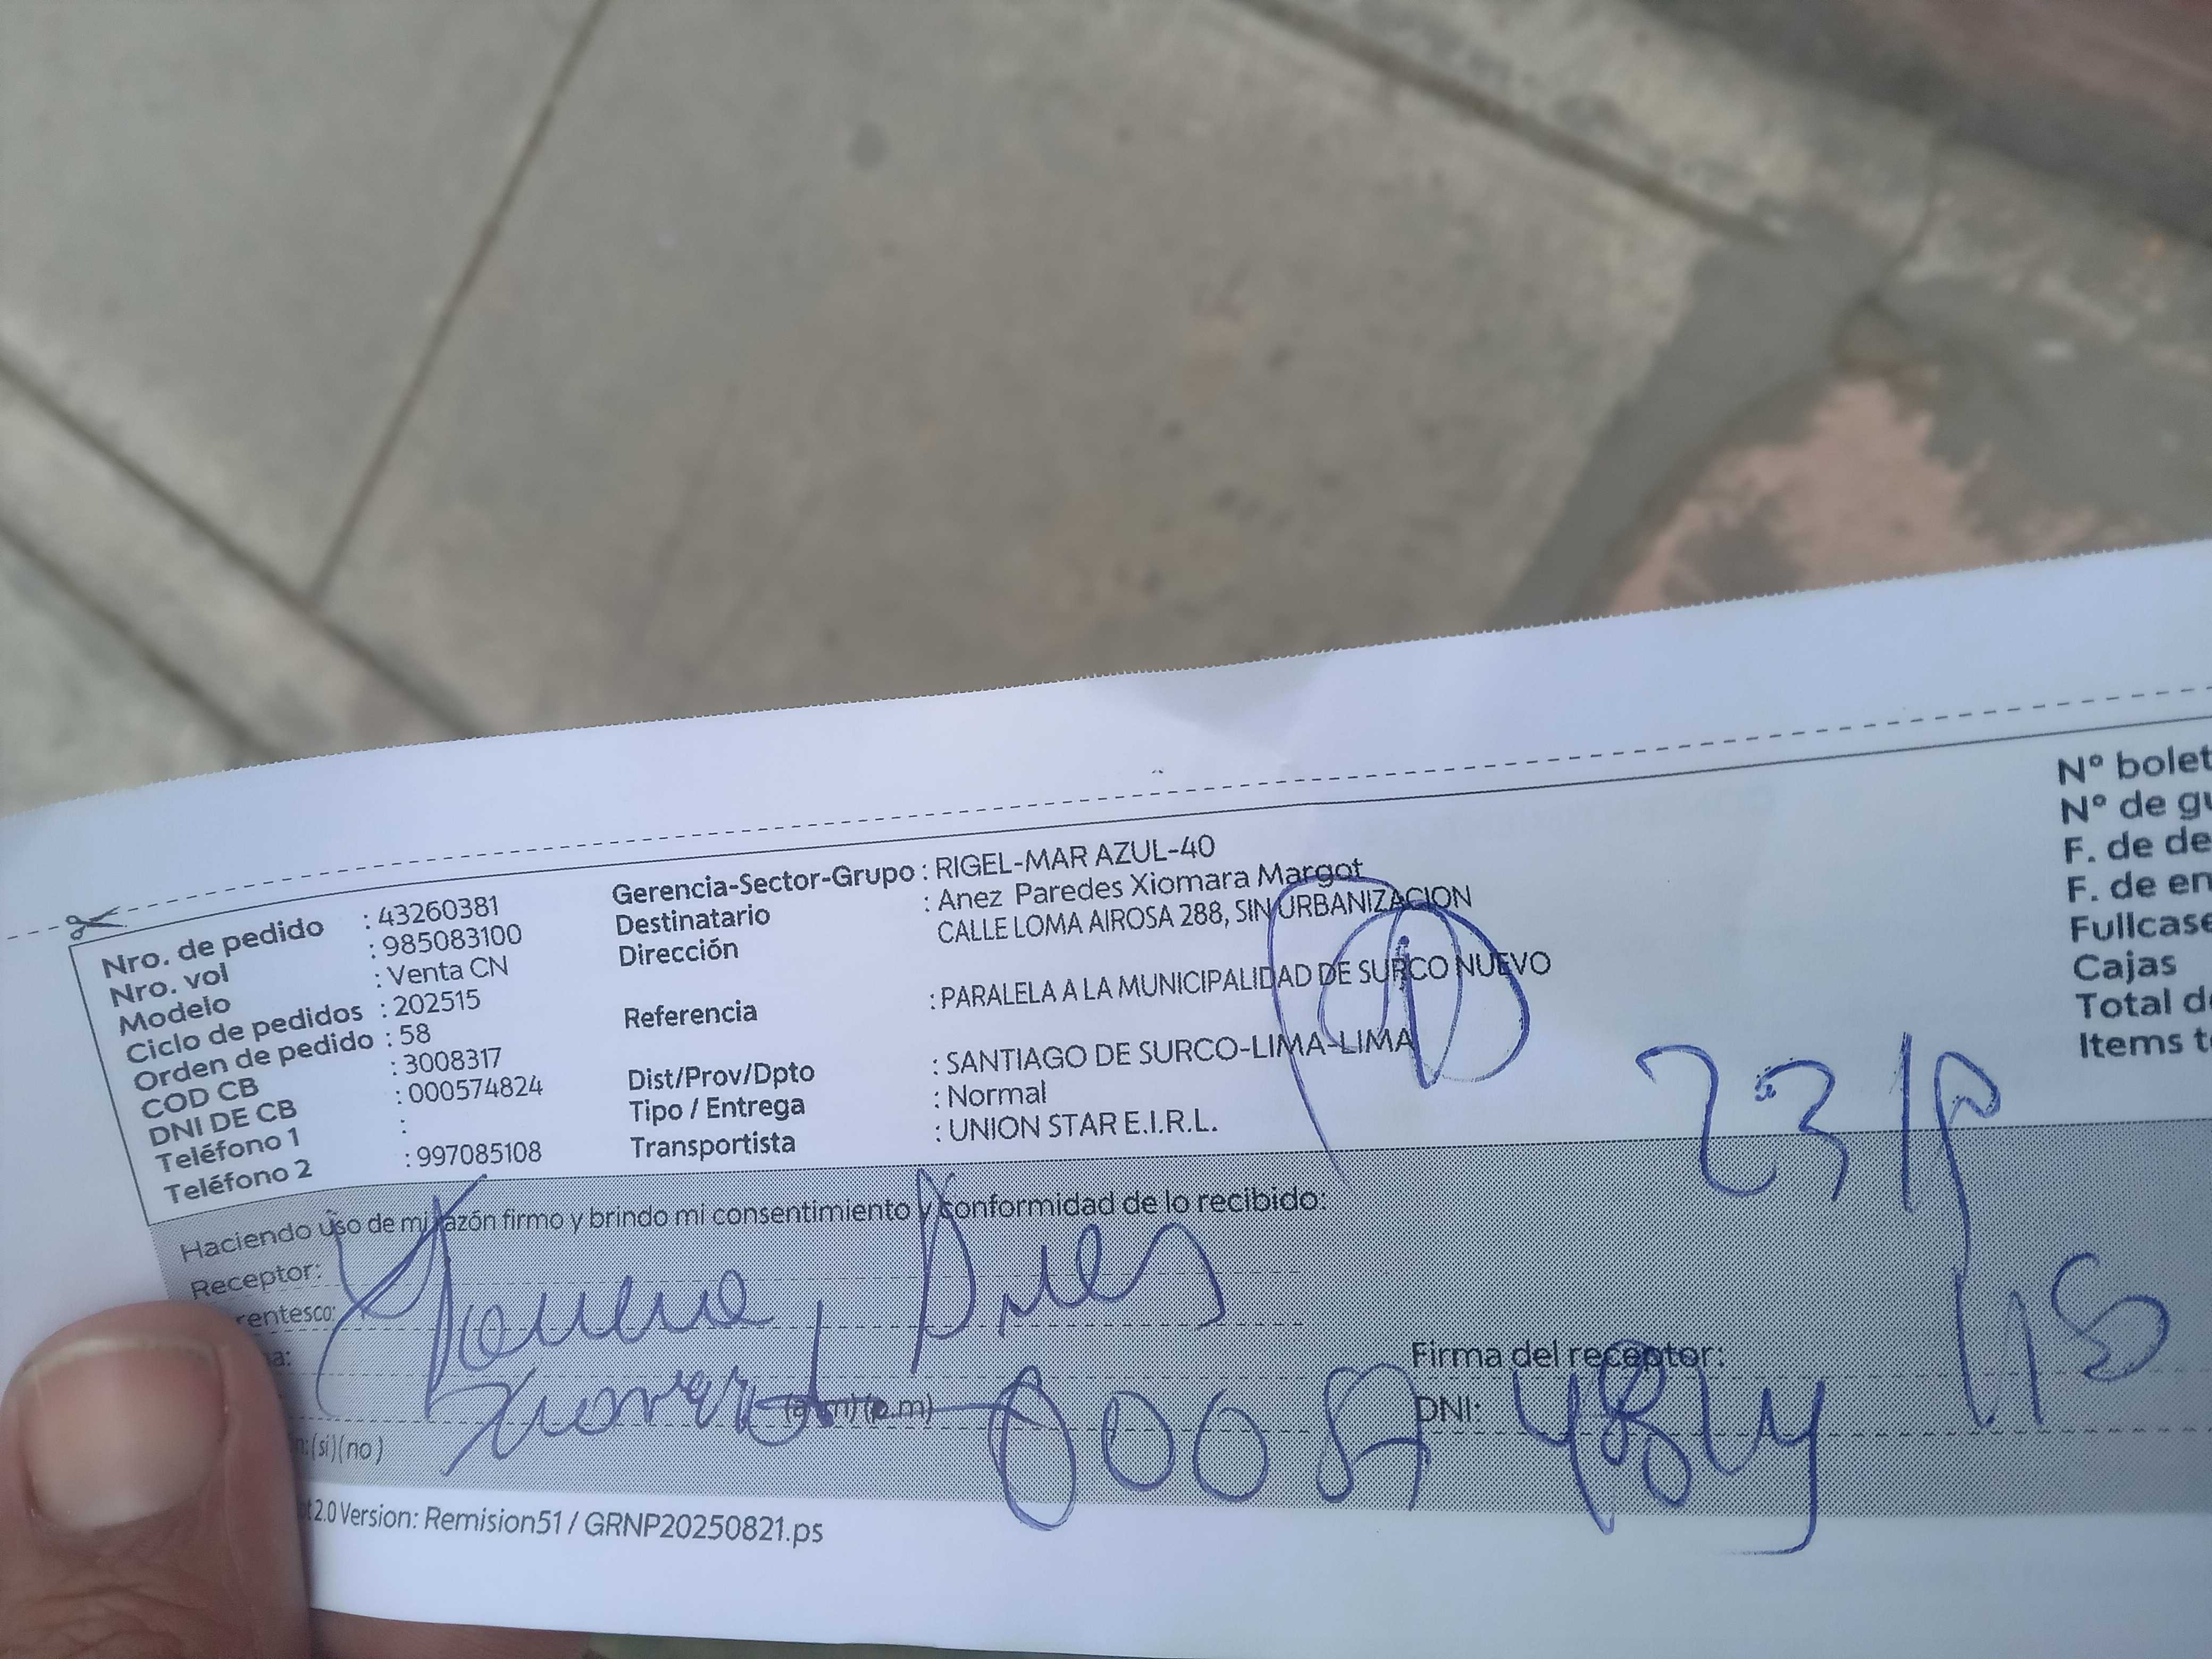 Nro. de pedido : 43260381
Nro. vol : 985083100
Modelo : Venta CN
Ciclo de pedidos : 202515
Orden de pedido : 58
COD CB : 3008317
DNI DE CB : 000574824
Teléfono 1 :
Teléfono 2 : 997085108
Gerencia-Sector-Grupo : RIGEL-MAR AZUL-40
Destinatario : Anez Paredes Xiomara Margot
Dirección CALLE LOMA AIROSA 288, SIN URBANIZACION
Referencia : PARALELA A LA MUNICIPALIDAD DE SURCO NUEVO
Dist/Prov/Dpto : SANTIAGO DE SURCO-LIMA-LIMA
Tipo / Entrega : Normal
Transportista : UNION STAR E.I.R.L.
Nº bolet
Nº de gu
F. de de
F. de en
Fullcase
Cajas
Total de
Items t
Haciendo uso de mi razón firmo y brindo mi consentimiento y conformidad de lo recibido:
Receptor:
rentesco:
a:
(a.m)(p.m)
n:(si)(no)
Firma del receptor:
DNI:
t 2.0 Version: Remision51 / GRNP20250821.ps